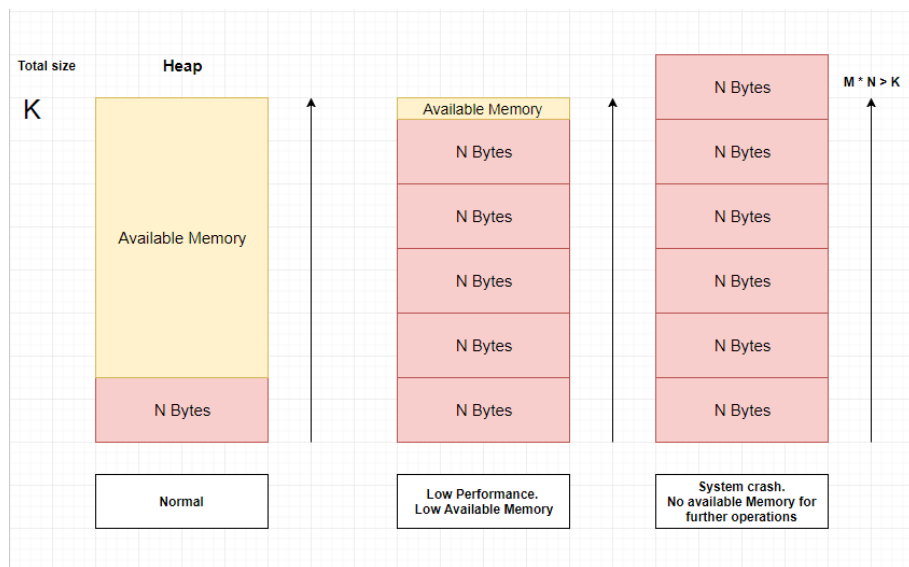 Total size
Heap
K
Available Memory
N Bytes
Normal
Available Memory
N Bytes
N Bytes
N Bytes
N Bytes
N Bytes
Low Performance.
Low Available Memory
N Bytes
N Bytes
N Bytes
N Bytes
N Bytes
N Bytes
M * N > K
System crash.
No available Memory for
further operations